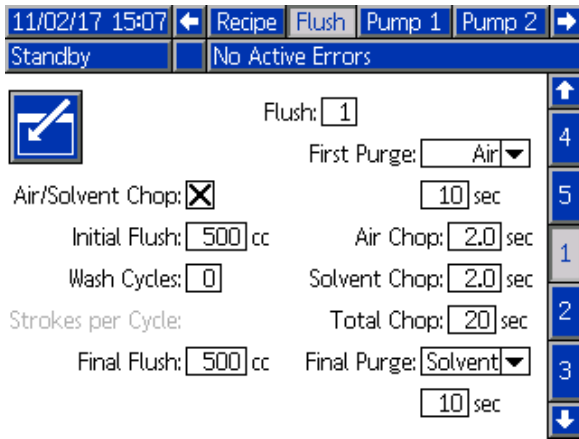 11/02/17 15:07 Recipe Flush Pump 1 Pump 2
Standby No Active Errors
Flush: 1
First Purge: Air
Air/Solvent Chop: 10 sec
Initial Flush: 500 cc Air Chop: 2.0 sec
Wash Cycles: 0 Solvent Chop: 2.0 sec
Strokes per Cycle: Total Chop: 20 sec
Final Flush: 500 cc Final Purge: Solvent
10 sec
4
5
1
2
3